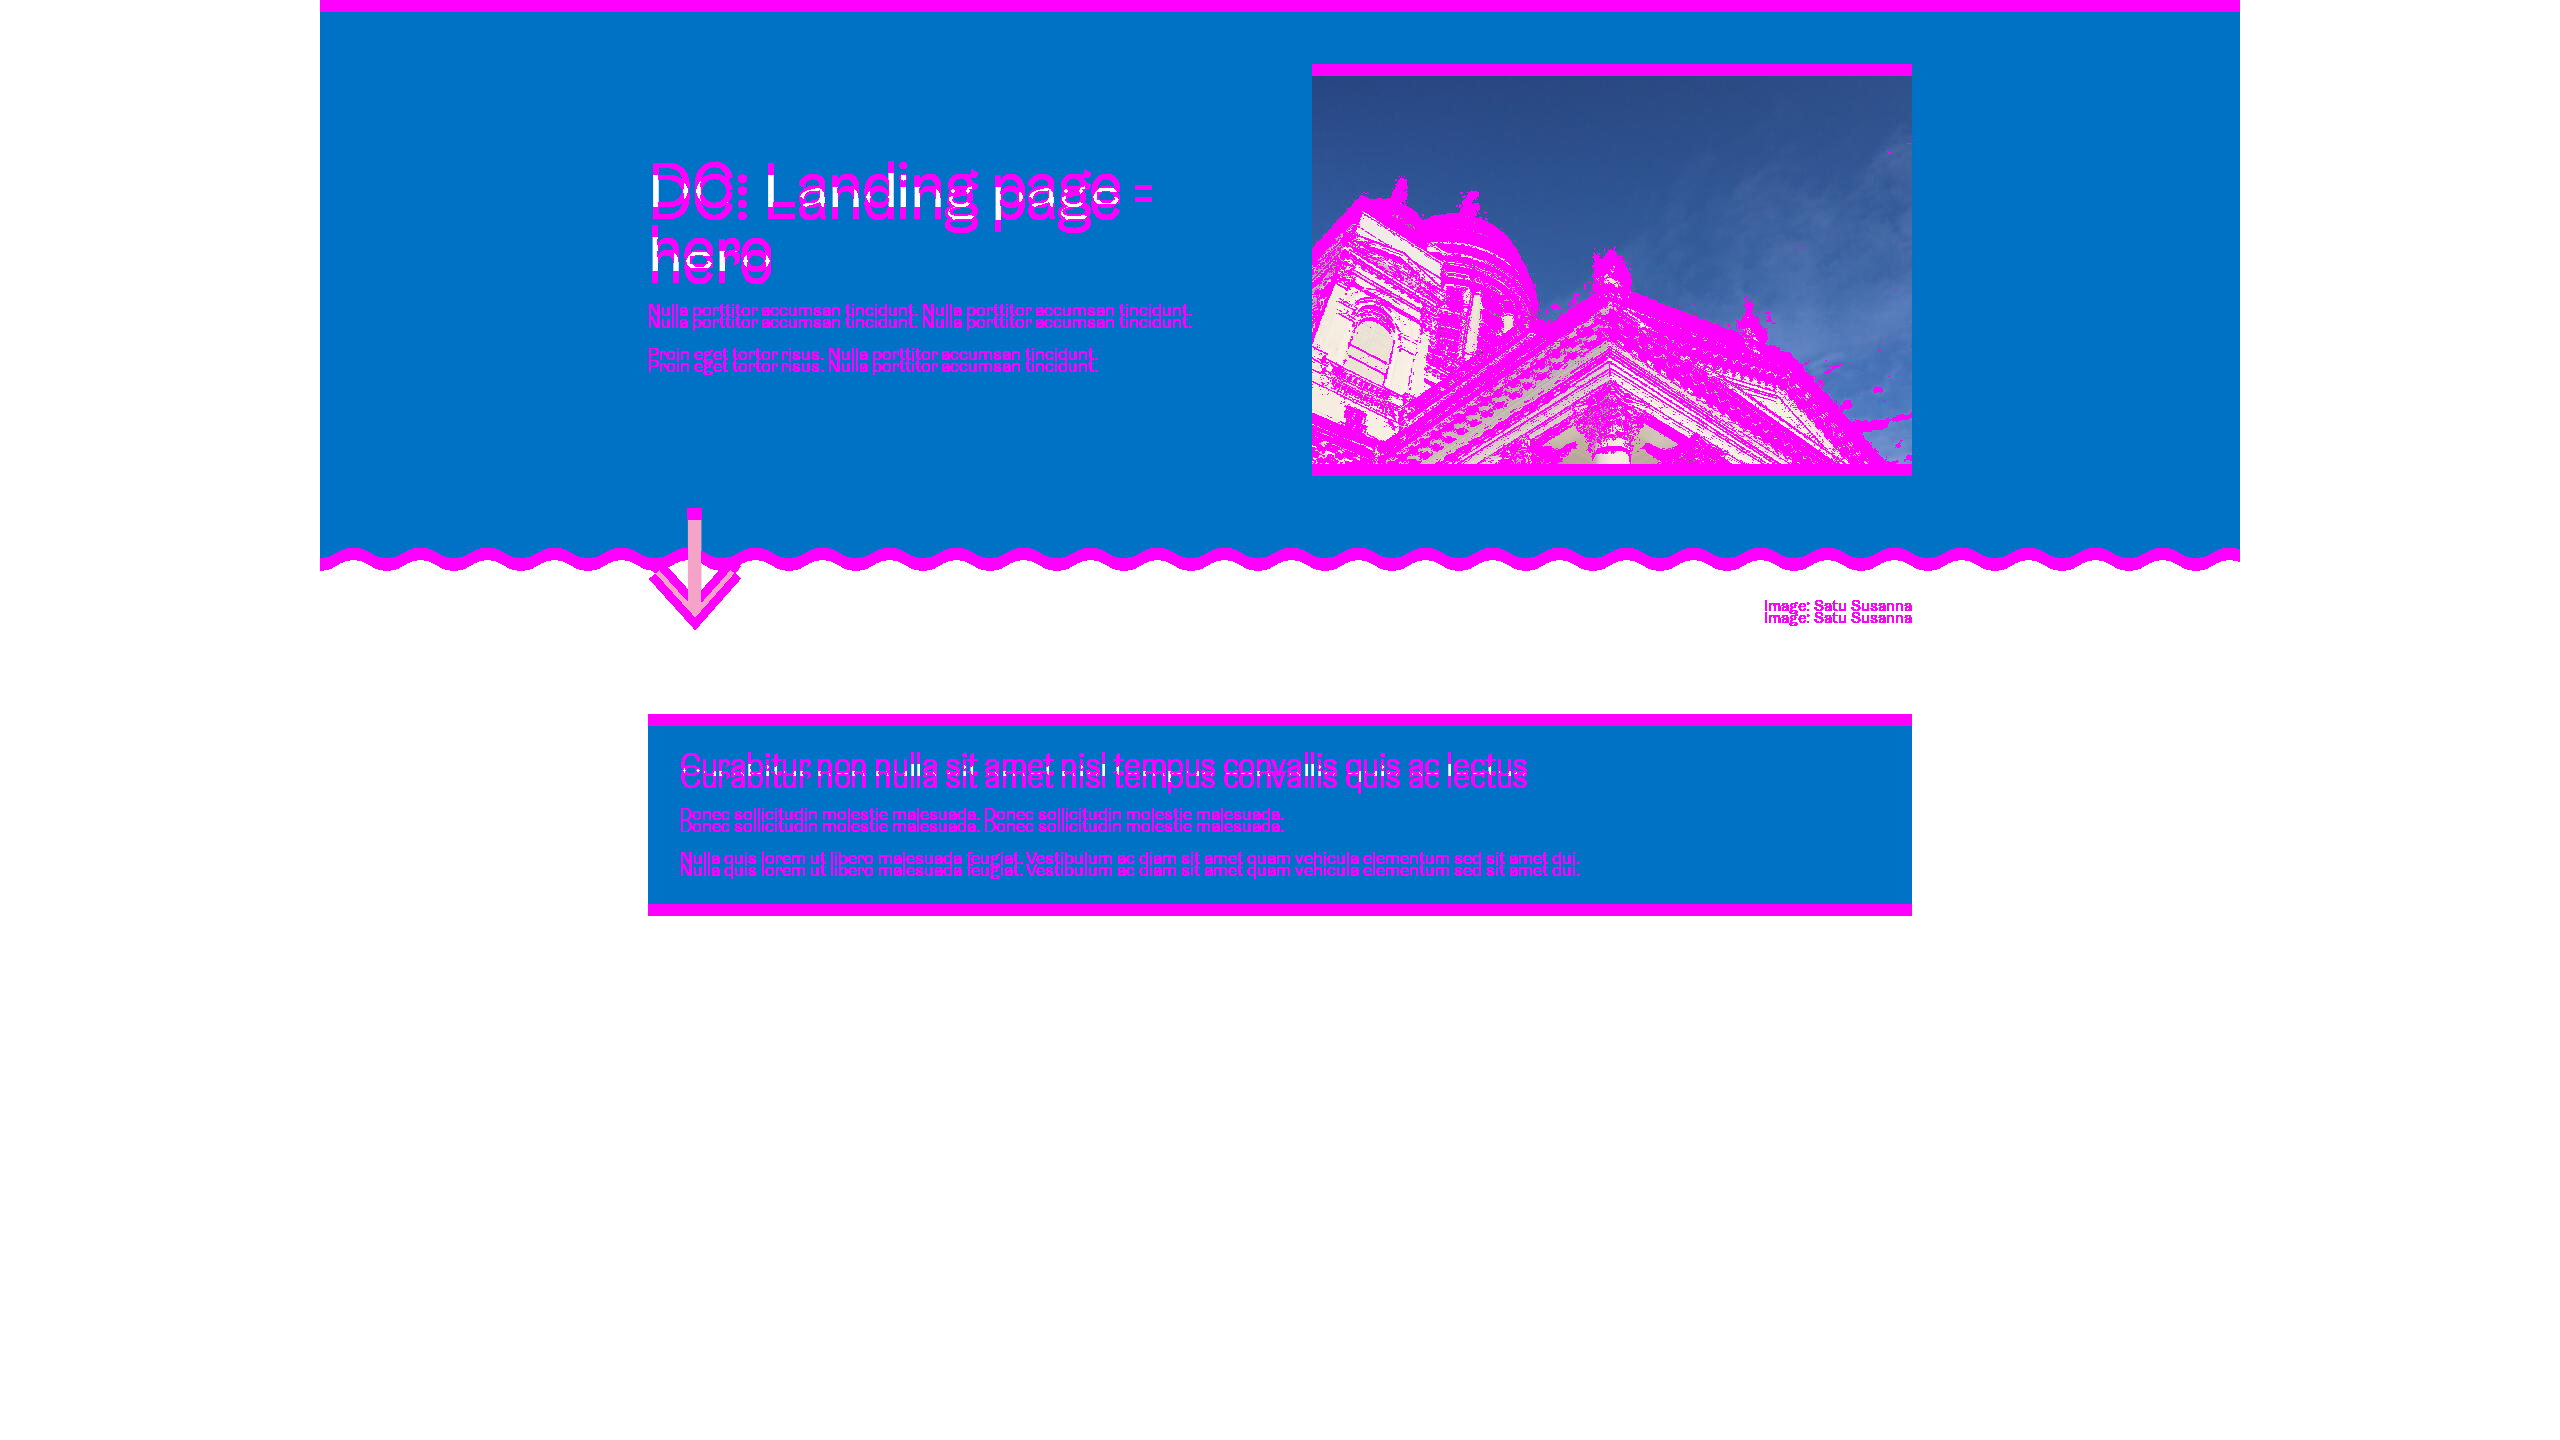 DC: Landing page -
hero
Nulla porttitor accumsan tincidunt. Nulla porttitor accumsan tincidunt.
Proin eget tortor risus. Nulla porttitor accumsan tincidunt.
Image: Satu Susanna
Curabitur non nulla sit amet nisl tempus convallis quis ac lectus
Donec sollicitudin molestie malesuada. Donec sollicitudin molestie malesuada.
Nulla quis lorem ut libero malesuada feugiat. Vestibulum ac diam sit amet quam vehicula elementum sed sit amet dui.